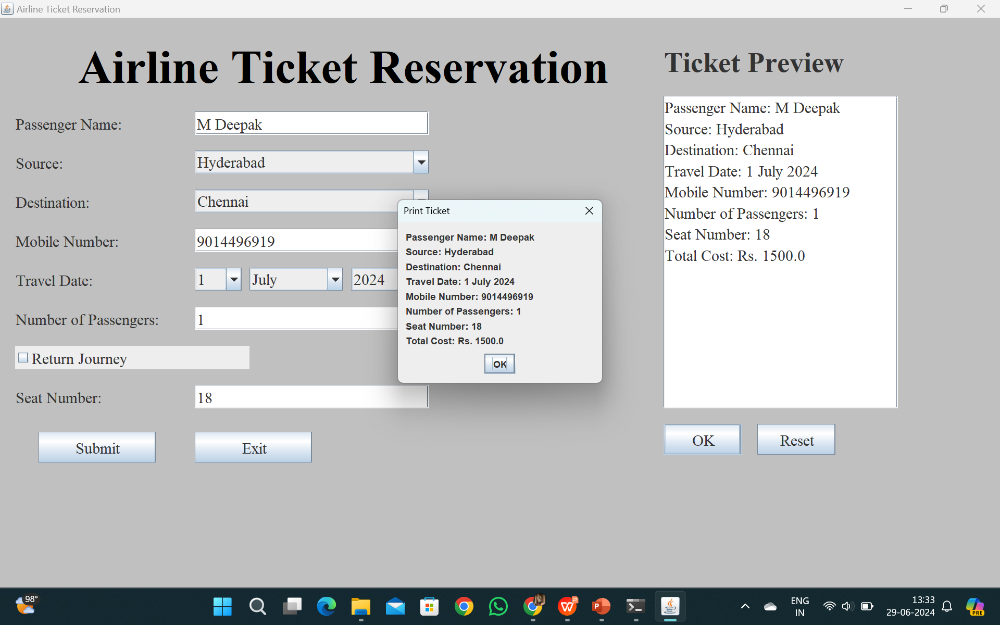 Airline Ticket Reservation
Airline Ticket Reservation
Ticket Preview
Passenger Name:
M Deepak
Source:
Hyderabad
Destination:
Chennai
Mobile Number:
9014496919
Travel Date:
1
July
2024
Number of Passengers:
1
Return Journey
Seat Number:
18
Submit
Exit
Print Ticket
Passenger Name: M Deepak
Source: Hyderabad
Destination: Chennai
Travel Date: 1 July 2024
Mobile Number: 9014496919
Number of Passengers: 1
Seat Number: 18
Total Cost: Rs. 1500.0
OK
Passenger Name: M Deepak
Source: Hyderabad
Destination: Chennai
Travel Date: 1 July 2024
Mobile Number: 9014496919
Number of Passengers: 1
Seat Number: 18
Total Cost: Rs. 1500.0
OK
Reset
98°
W
P
P
ENG
IN
13:33
29-06-2024
PRE